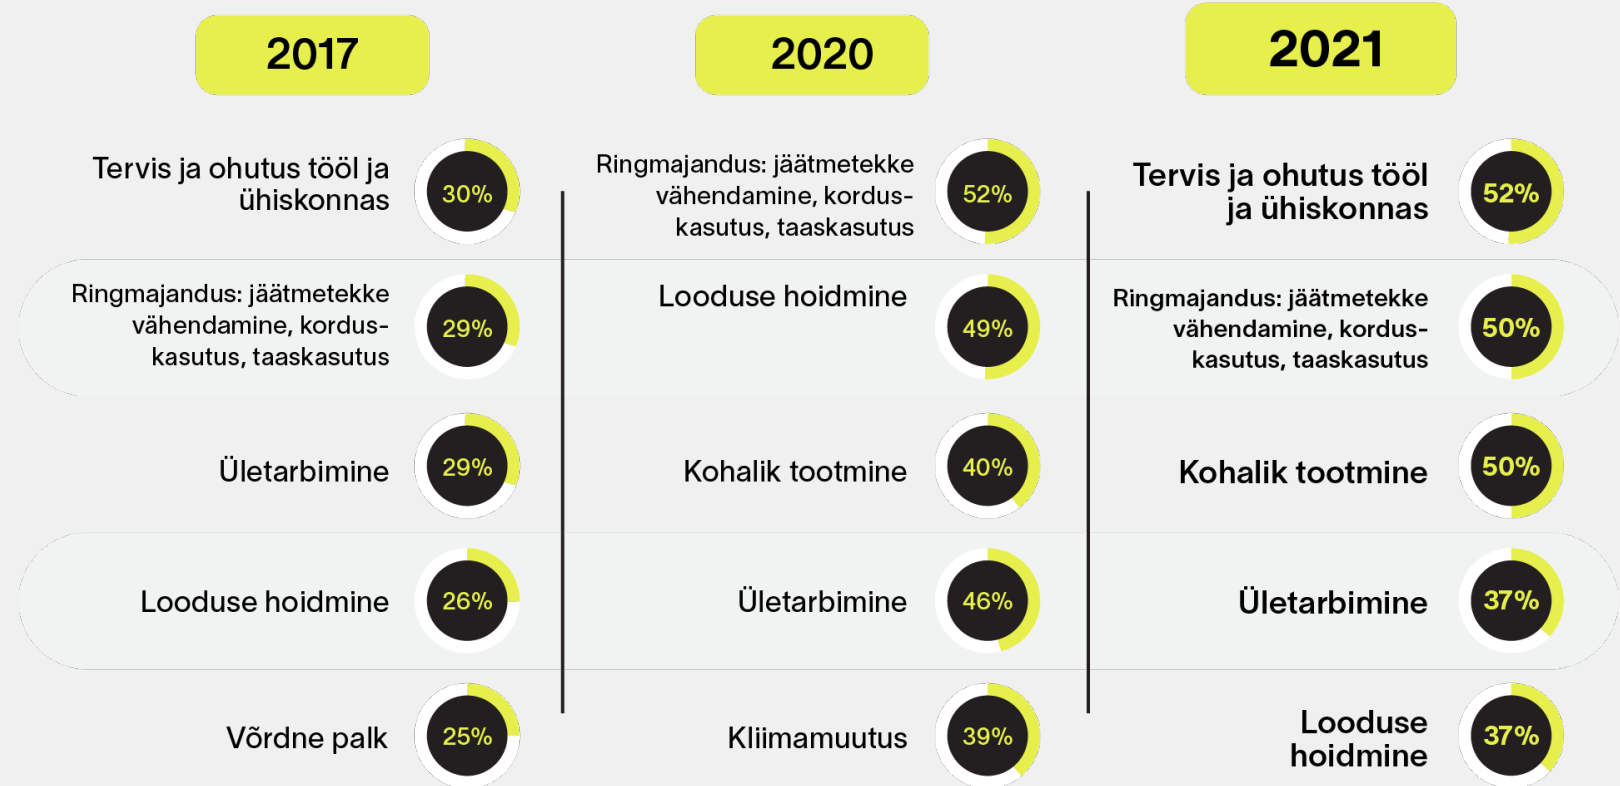 2017
Tervis ja ohutus tööl ja
ühiskonnas
30%
Ringmajandus: jäätmetekke
vähendamine, kordus-
kasutus, taaskasutus
29%
Ületarbimine
29%
Looduse hoidmine
26%
Võrdne palk
25%
2020
Ringmajandus: jäätmetekke
vähendamine, kordus-
kasutus, taaskasutus
52%
Looduse hoidmine
49%
Kohalik tootmine
40%
Ületarbimine
46%
Kliimamuutus
39%
2021
Tervis ja ohutus tööl
ja ühiskonnas
52%
Ringmajandus: jäätmetekke
vähendamine, kordus-
kasutus, taaskasutus
50%
Kohalik tootmine
50%
Ületarbimine
37%
Looduse
hoidmine
37%